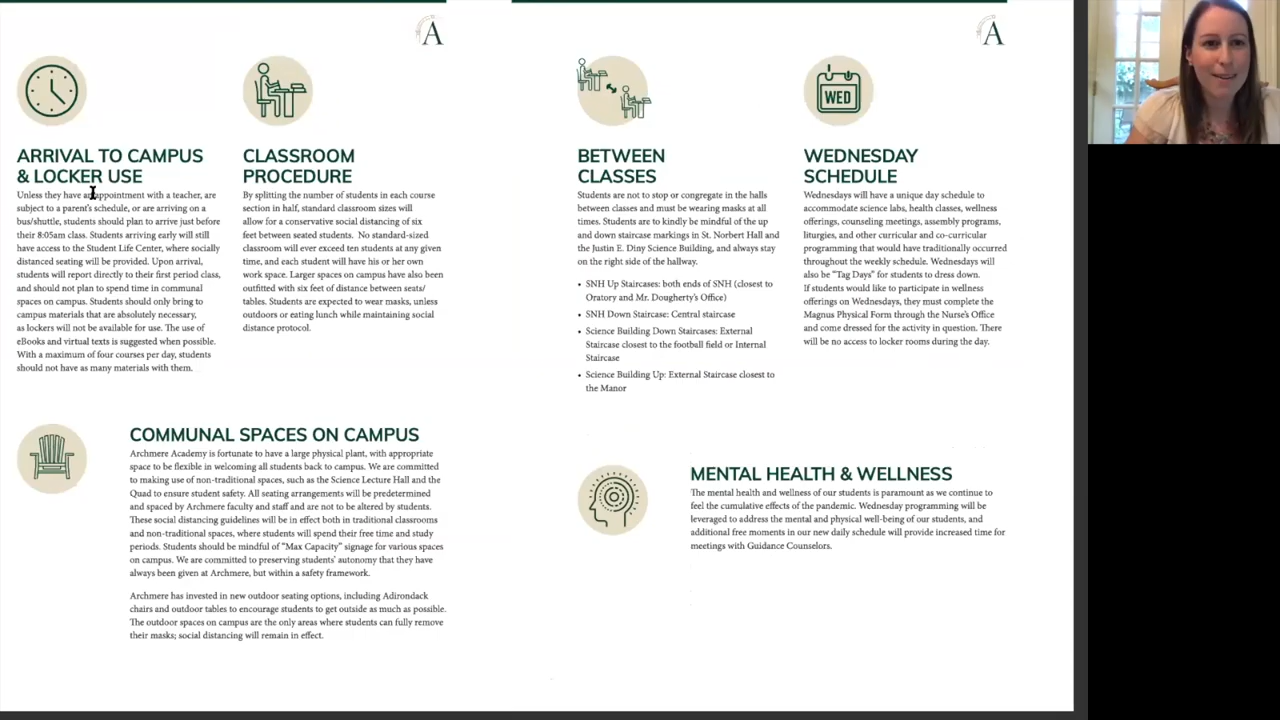 A
ARRIVAL TO CAMPUS
& LOCKER USE
Unless they have an appointment with a teacher, are
subject to a parent's schedule, or are arriving on a
bus/shuttle, students should plan to arrive just before
their 8:05am class. Students arriving early will still
have access to the Student Life Center, where socially
distanced seating will be provided. Upon arrival,
students will report directly to their first period class,
and should not plan to spend time in communal
spaces on campus. Students should only bring to
campus materials that are absolutely necessary,
as lockers will not be available for use. The use of
eBooks and virtual texts is suggested when possible.
With a maximum of four courses per day, students
should not have as many materials with them.
CLASSROOM
PROCEDURE
By splitting the number of students in each course
section in half, standard classroom sizes will
allow for a conservative social distancing of six
feet between seated students.  No standard-sized
classroom will ever exceed ten students at any given
time, and each student will have his or her own
work space. Larger spaces on campus have also been
outfitted with six feet of distance between seats/
tables. Students are expected to wear masks, unless
outdoors or eating lunch while maintaining social
distance protocol.
COMMUNAL SPACES ON CAMPUS
Archmere Academy is fortunate to have a large physical plant, with appropriate
space to be flexible in welcoming all students back to campus. We are committed
to making use of non-traditional spaces, such as the Science Lecture Hall and the
Quad to ensure student safety. All seating arrangements will be predetermined
and spaced by Archmere faculty and staff and are not to be altered by students.
These social distancing guidelines will be in effect both in traditional classrooms
and non-traditional spaces, where students will spend their free time and study
periods. Students should be mindful of "Max Capacity" signage for various spaces
on campus. We are committed to preserving students' autonomy that they have
always been given at Archmere, but within a safety framework.
Archmere has invested in new outdoor seating options, including Adirondack
chairs and outdoor tables to encourage students to get outside as much as possible.
The outdoor spaces on campus are the only areas where students can fully remove
their masks; social distancing will remain in effect.
A
BETWEEN
CLASSES
Students are not to stop or congregate in the halls
between classes and must be wearing masks at all
times. Students are to kindly be mindful of the up
and down staircase markings in St. Norbert Hall and
the Justin E. Diny Science Building, and always stay
on the right side of the hallway.
• SNH Up Staircases: both ends of SNH (closest to
Oratory and Mr. Dougherty's Office)
• SNH Down Staircase: Central staircase
• Science Building Down Staircases: External
Staircase closest to the football field or Internal
Staircase
• Science Building Up: External Staircase closest to
the Manor
WED
WEDNESDAY
SCHEDULE
Wednesdays will have a unique day schedule to
accommodate science labs, health classes, wellness
offerings, counseling meetings, assembly programs,
liturgies, and other curricular and co-curricular
programming that would have traditionally occurred
throughout the weekly schedule. Wednesdays will
also be "Tag Days" for students to dress down.
If students would like to participate in wellness
offerings on Wednesdays, they must complete the
Magnus Physical Form through the Nurse's Office
and come dressed for the activity in question. There
will be no access to locker rooms during the day.
MENTAL HEALTH & WELLNESS
The mental health and wellness of our students is paramount as we continue to
feel the cumulative effects of the pandemic. Wednesday programming will be
leveraged to address the mental and physical well-being of our students, and
additional free moments in our new daily schedule will provide increased time for
meetings with Guidance Counselors.